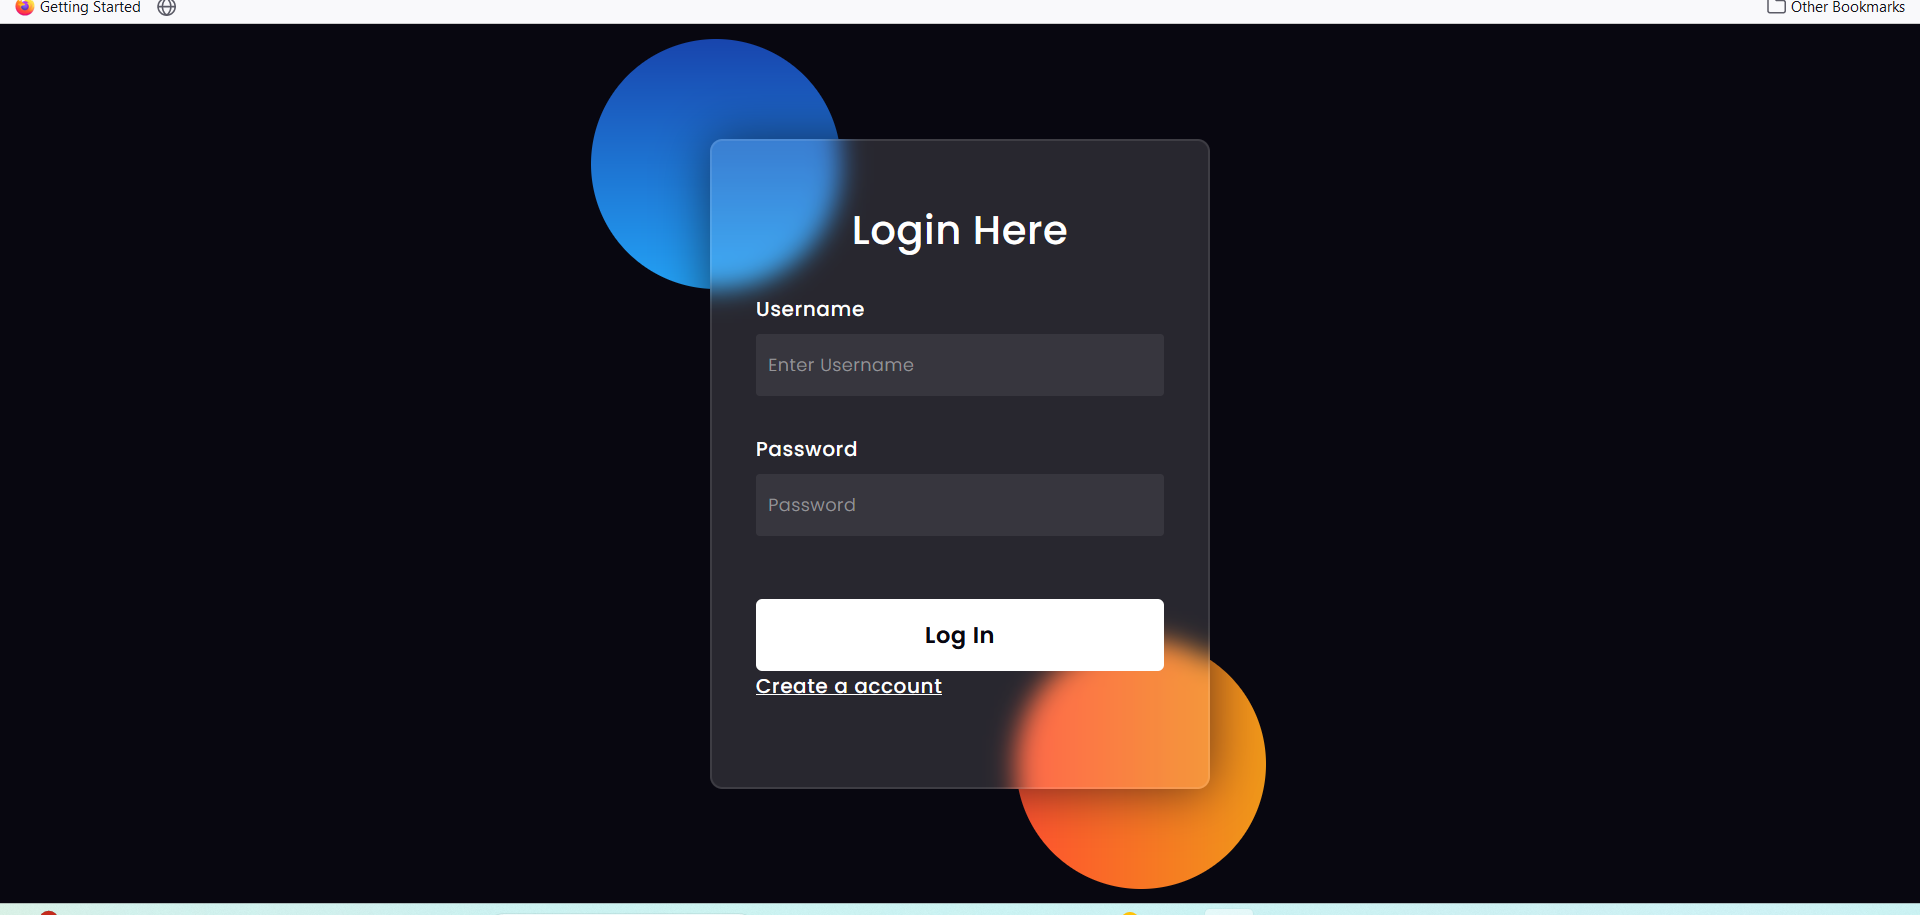 Getting Started
Other Bookmarks
Login Here
Username
Enter Username
Password
Password
Log In
Create a account